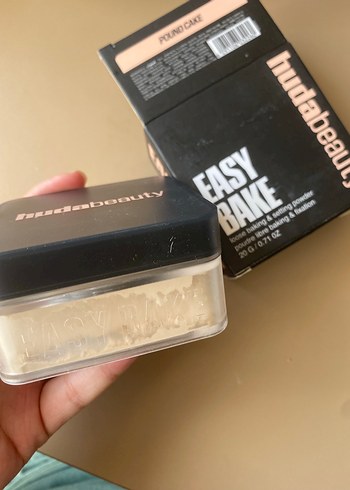 POUND CAKE
hudabeauty
EASY
BAKE
loose baking & setting powder
poudre libre baking & fixation
20 G / 0.71 OZ
hudabeauty
EASY BAKE